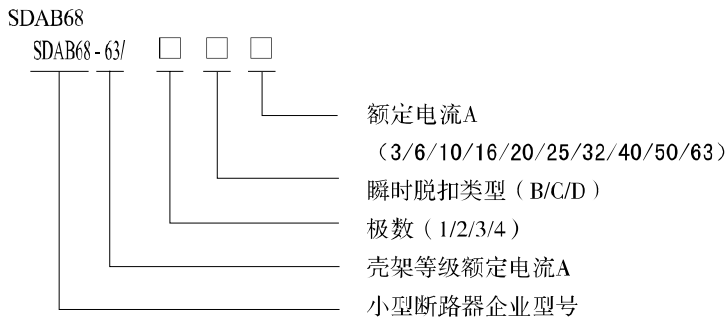 SDAB68
SDAB68-63/ □ □ □
额定电流A
（3/6/10/16/20/25/32/40/50/63）
瞬时脱扣类型（B/C/D）
极数（1/2/3/4）
壳架等级额定电流A
小型断路器企业型号